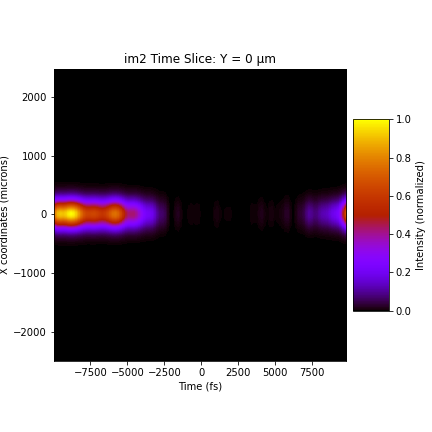 im2 Time Slice: Y = 0 μm
2000
1000
0
−1000
−2000
X coordinates (microns)
−7500 −5000 −2500 0 2500 5000 7500
Time (fs)
1.0
0.8
0.6
0.4
0.2
0.0
Intensity (normalized)